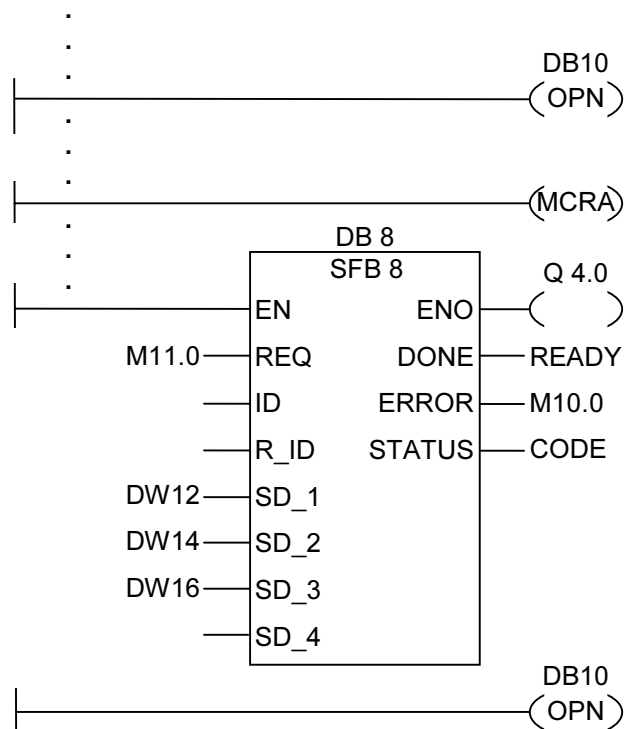 DB10
OPN
MCRA
DB 8
SFB 8
Q 4.0
EN ENO
M11.0 REQ DONE READY
ID ERROR M10.0
R_ID STATUS CODE
DW12 SD_1
DW14 SD_2
DW16 SD_3
SD_4
DB10
OPN